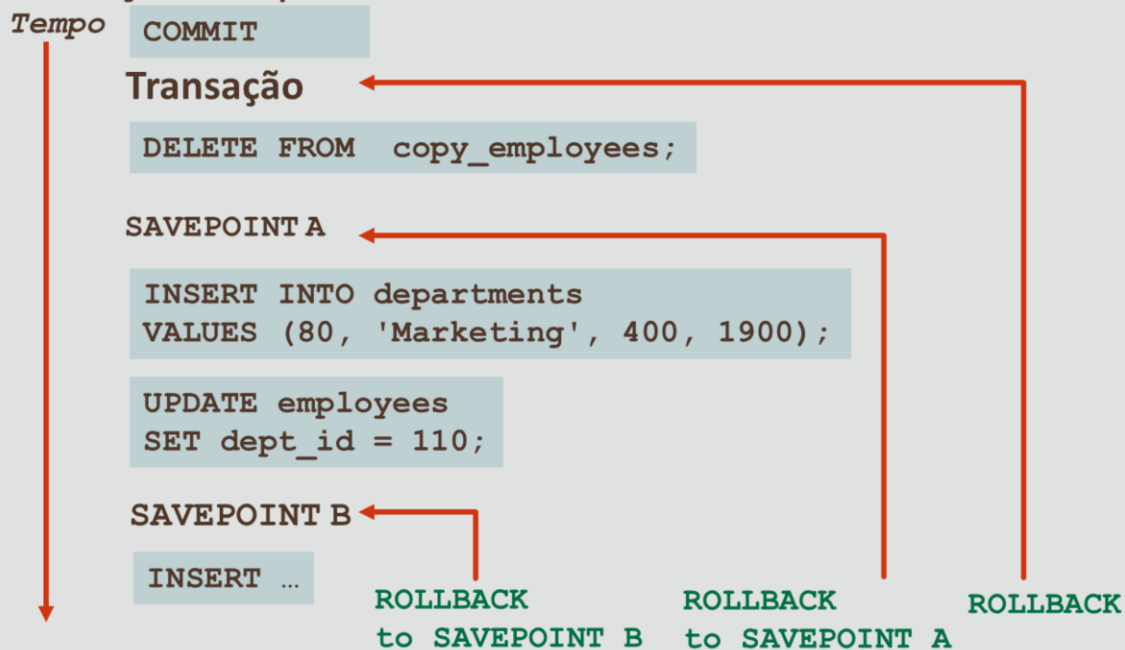 Tempo
COMMIT
Transação
DELETE FROM copy_employees;
SAVEPOINT A
INSERT INTO departments
VALUES (80, 'Marketing', 400, 1900);
UPDATE employees
SET dept_id = 110;
SAVEPOINT B
INSERT …
ROLLBACK
to SAVEPOINT B
ROLLBACK
to SAVEPOINT A
ROLLBACK